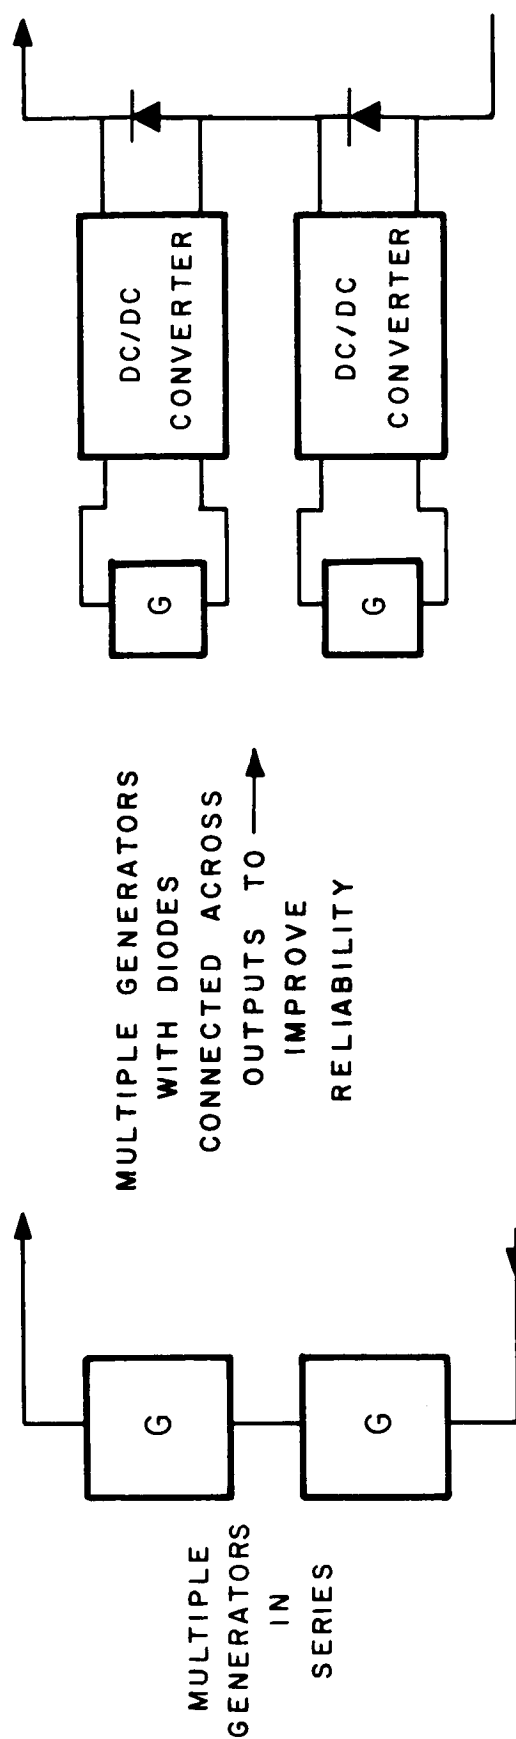 MULTIPLE
GENERATORS
IN
SERIES
G
G
MULTIPLE GENERATORS
WITH DIODES
CONNECTED ACROSS
OUTPUTS TO
IMPROVE
RELIABILITY
G
DC/DC
CONVERTER
G
DC/DC
CONVERTER